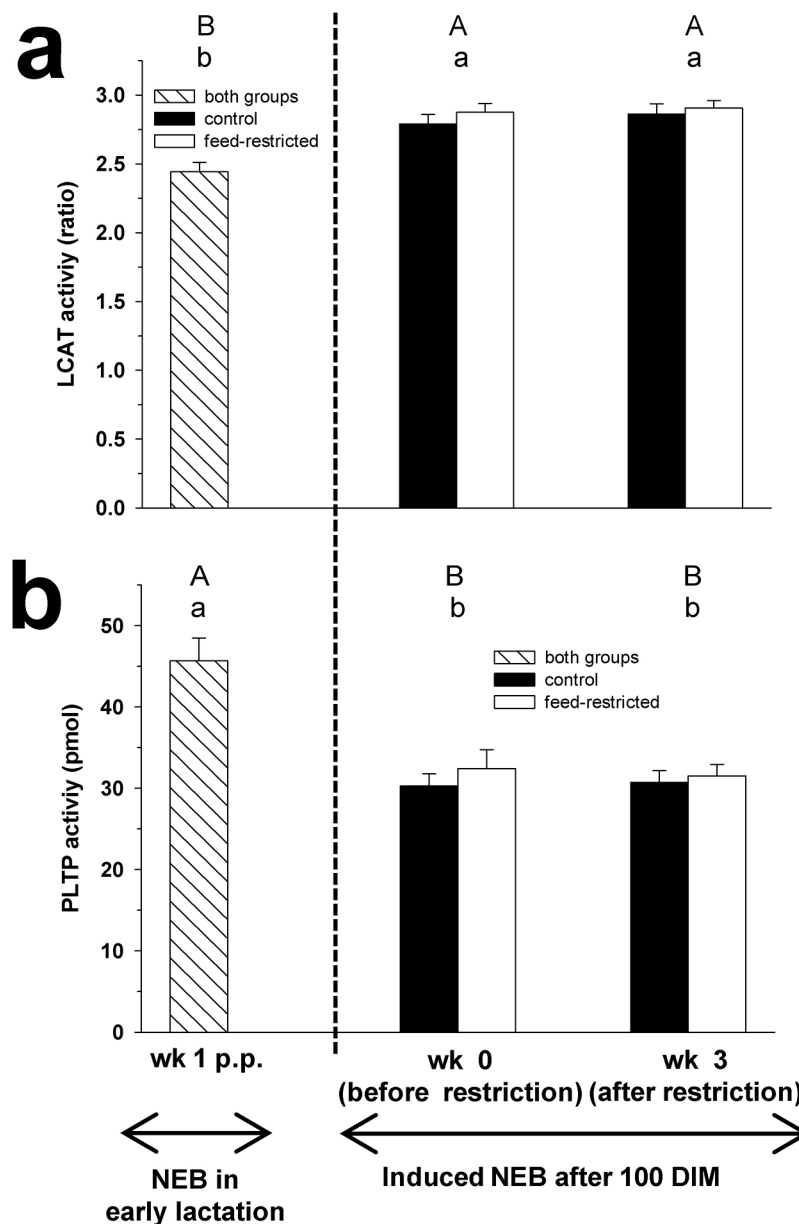 a
B
b
A
a
A
a
both groups
control
feed-restricted
LCAT activiy (ratio)
3.0
2.5
2.0
1.5
1.0
0.5
0.0
b
A
a
B
b
B
b
both groups
control
feed-restricted
PLTP activiy (pmol)
50
40
30
20
10
0
wk 1 p.p.
wk 0
(before restriction)
wk 3
(after restriction)
NEB in
early lactation
Induced NEB after 100 DIM